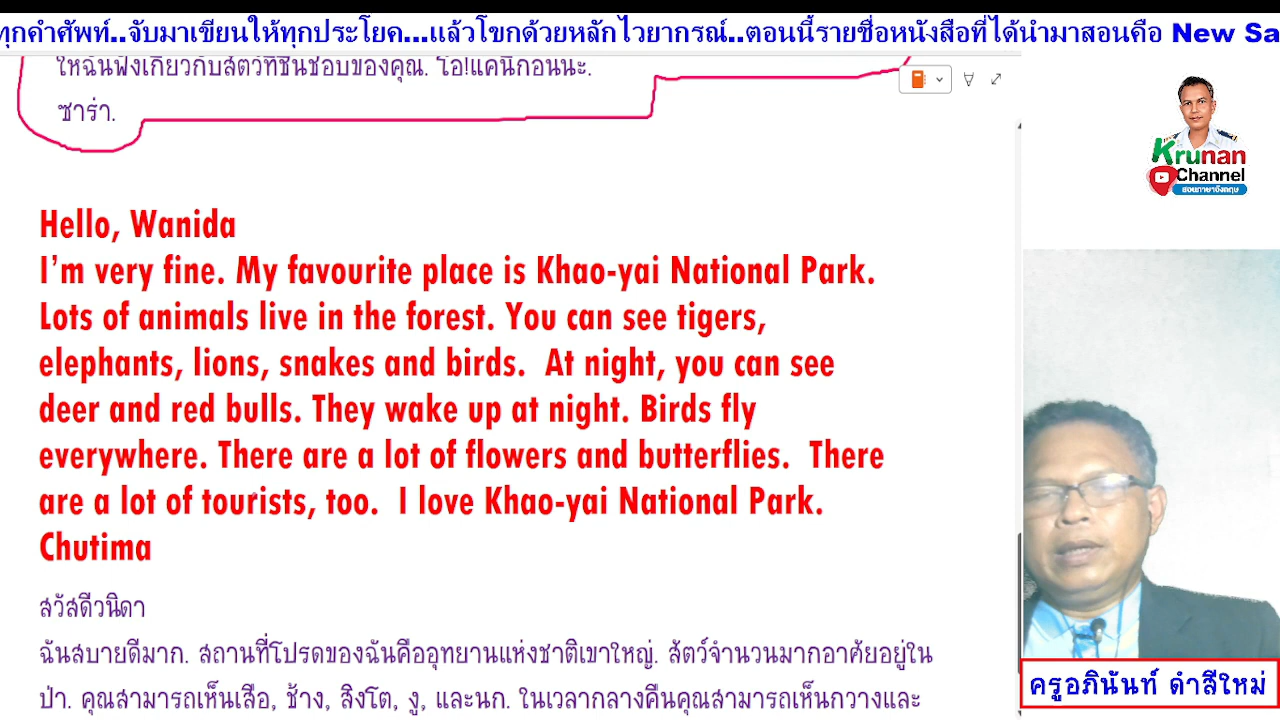 ทุกคำศัพท์..จับมาเขียนให้ทุกประโยค...แล้วโขกด้วยหลักไวยากรณ์..ตอนนี้รายชื่อหนังสือที่ได้นำมาสอนคือ New Sa
ให้ฉันฟังเกี่ยวกับสัตว์ที่ชื่นชอบของคุณ. โอ!แค่นี้ก่อนนะ.
ซาร่า.
Krunan
Channel
สอนภาษาอังกฤษ
Hello, Wanida
I'm very fine. My favourite place is Khao-yai National Park.
Lots of animals live in the forest. You can see tigers,
elephants, lions, snakes and birds. At night, you can see
deer and red bulls. They wake up at night. Birds fly
everywhere. There are a lot of flowers and butterflies. There
are a lot of tourists, too. I love Khao-yai National Park.
Chutima
สวัสดีวนิดา
ฉันสบายดีมาก. สถานที่โปรดของฉันคืออุทยานแห่งชาติเขาใหญ่. สัตว์จำนวนมากอาศัยอยู่ใน
ป่า. คุณสามารถเห็นเสือ, ช้าง, สิงโต, งู, และนก. ในเวลากลางคืนคุณสามารถเห็นกวางและ
ครูอภินันท์ ดำสีใหม่